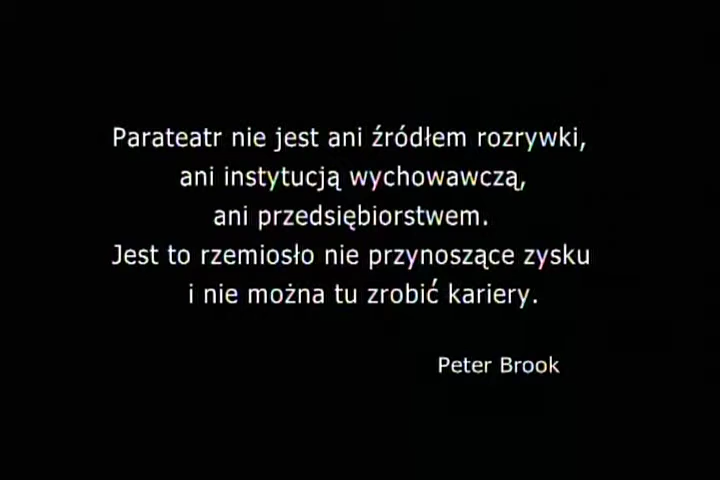 Parateatr nie jest ani źródłem rozrywki,
ani instytucją wychowawczą,
ani przedsiębiorstwem.
Jest to rzemiosło nie przynoszące zysku
i nie można tu zrobić kariery.
Peter Brook